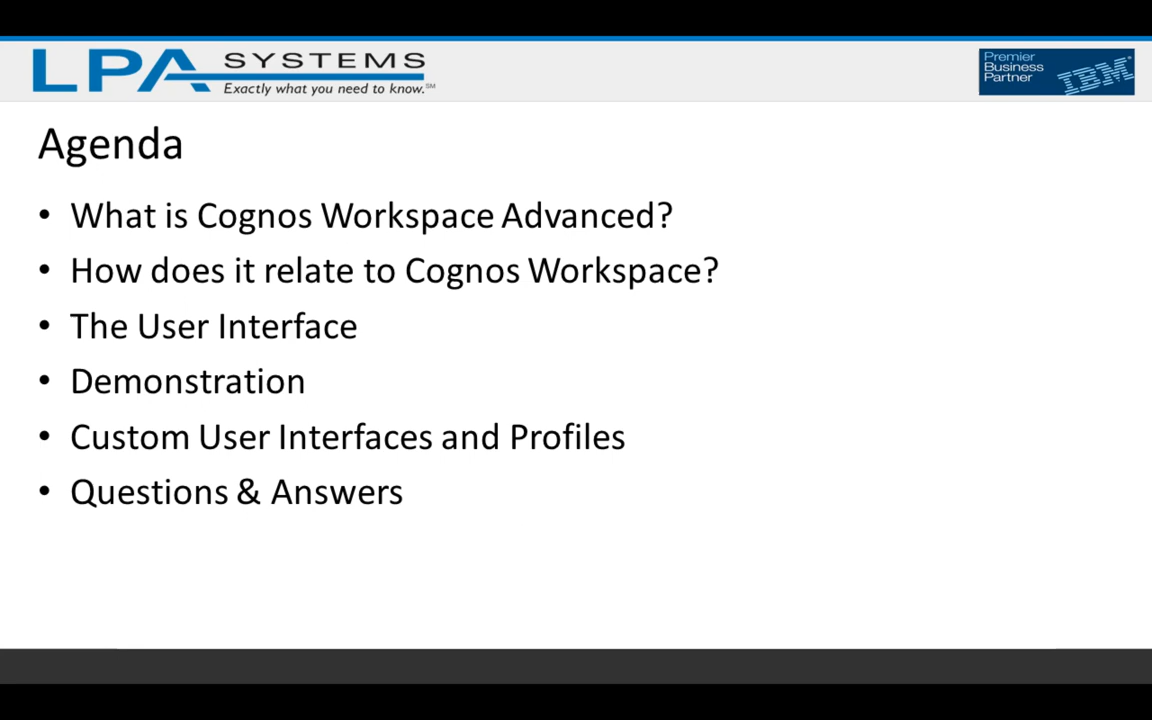 LPA SYSTEMS
Exactly what you need to know.℠
Premier
Business
Partner
IBM®
Agenda
• What is Cognos Workspace Advanced?
• How does it relate to Cognos Workspace?
• The User Interface
• Demonstration
• Custom User Interfaces and Profiles
• Questions & Answers